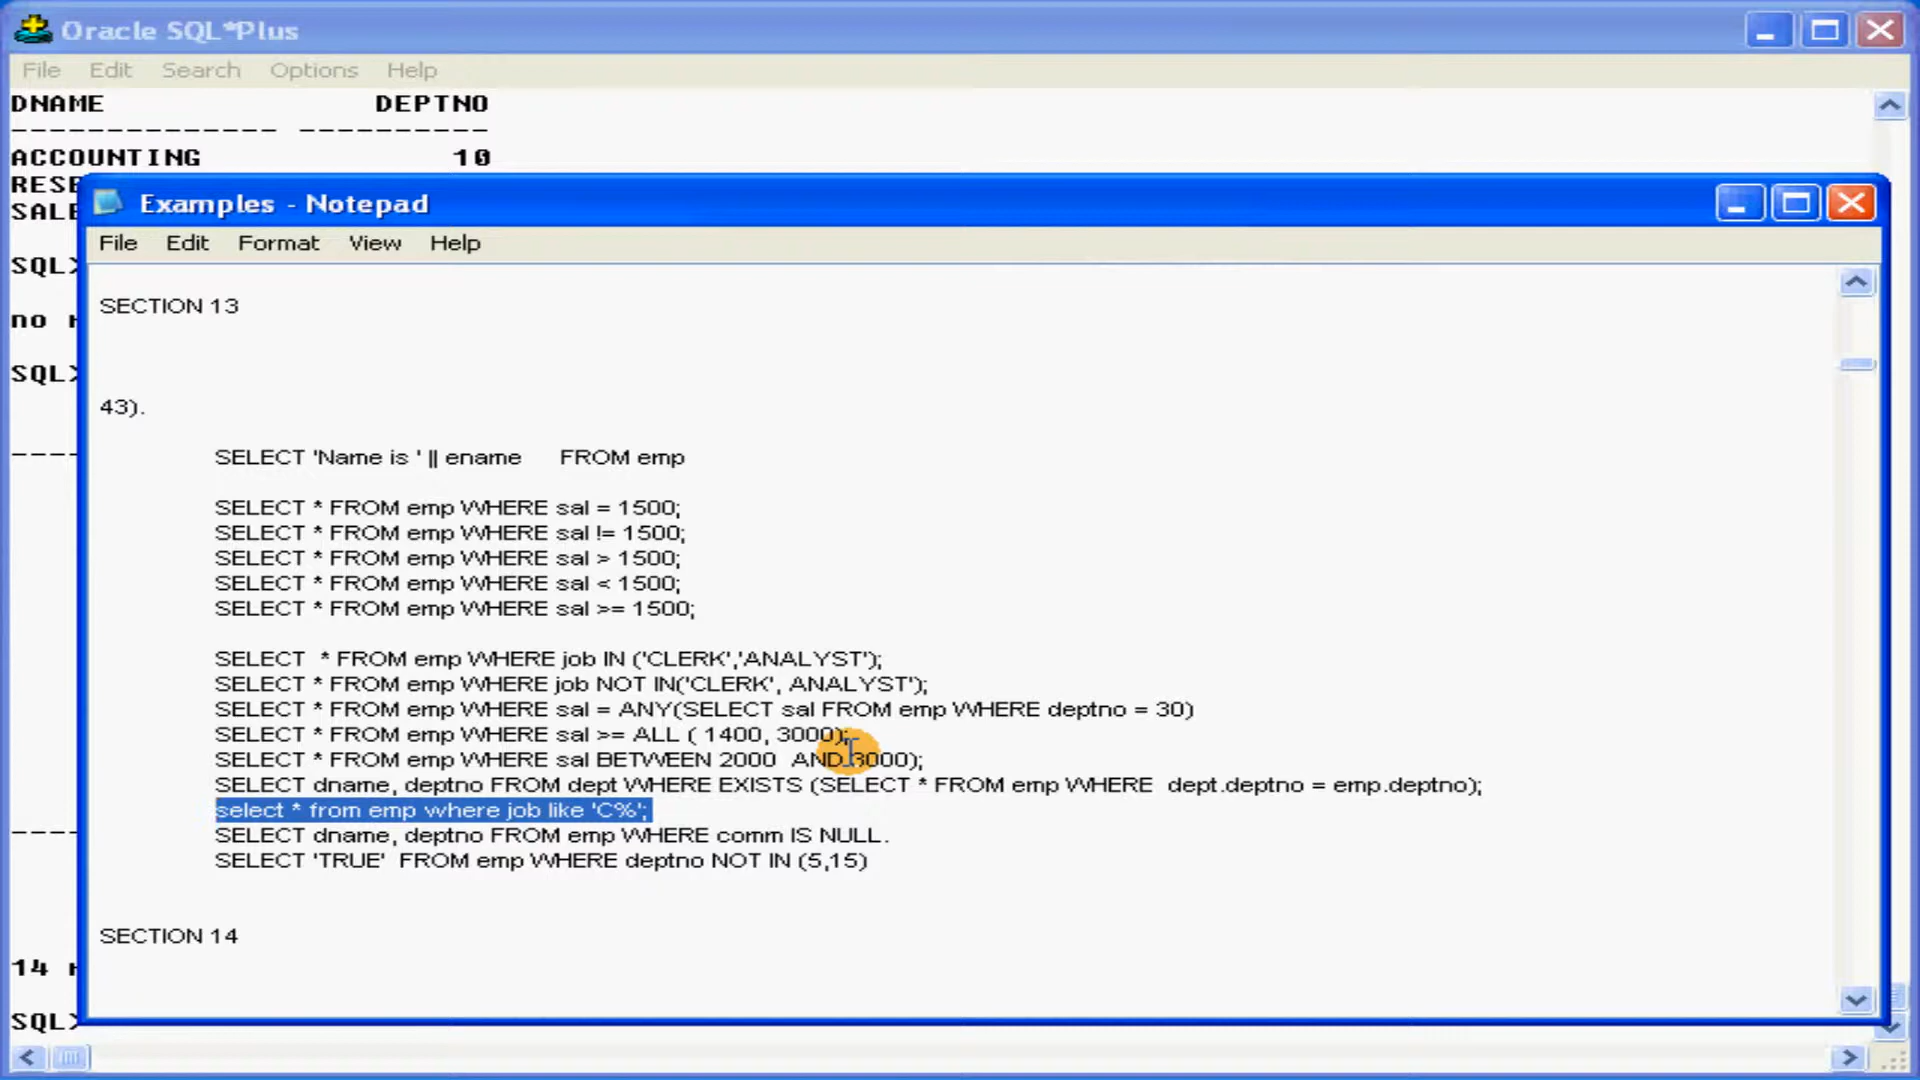 Oracle SQL*Plus
File Edit Search Options Help
DNAME DEPTNO
-------------- ----------
ACCOUNTING 10
RESE
SALE
SQL>
no
SQL>
----
----
14
SQL>
Examples - Notepad
File Edit Format View Help
SECTION 13
43).
SELECT 'Name is ' || ename FROM emp
SELECT * FROM emp WHERE sal = 1500;
SELECT * FROM emp WHERE sal != 1500;
SELECT * FROM emp WHERE sal > 1500;
SELECT * FROM emp WHERE sal < 1500;
SELECT * FROM emp WHERE sal >= 1500;
SELECT * FROM emp WHERE job IN ('CLERK','ANALYST');
SELECT * FROM emp WHERE job NOT IN('CLERK', ANALYST');
SELECT * FROM emp WHERE sal = ANY(SELECT sal FROM emp WHERE deptno = 30)
SELECT * FROM emp WHERE sal >= ALL ( 1400, 3000);
SELECT * FROM emp WHERE sal BETWEEN 2000 AND 3000);
SELECT dname, deptno FROM dept WHERE EXISTS (SELECT * FROM emp WHERE dept.deptno = emp.deptno);
select * from emp where job like 'C%';
SELECT dname, deptno FROM emp WHERE comm IS NULL.
SELECT 'TRUE' FROM emp WHERE deptno NOT IN (5,15)
SECTION 14